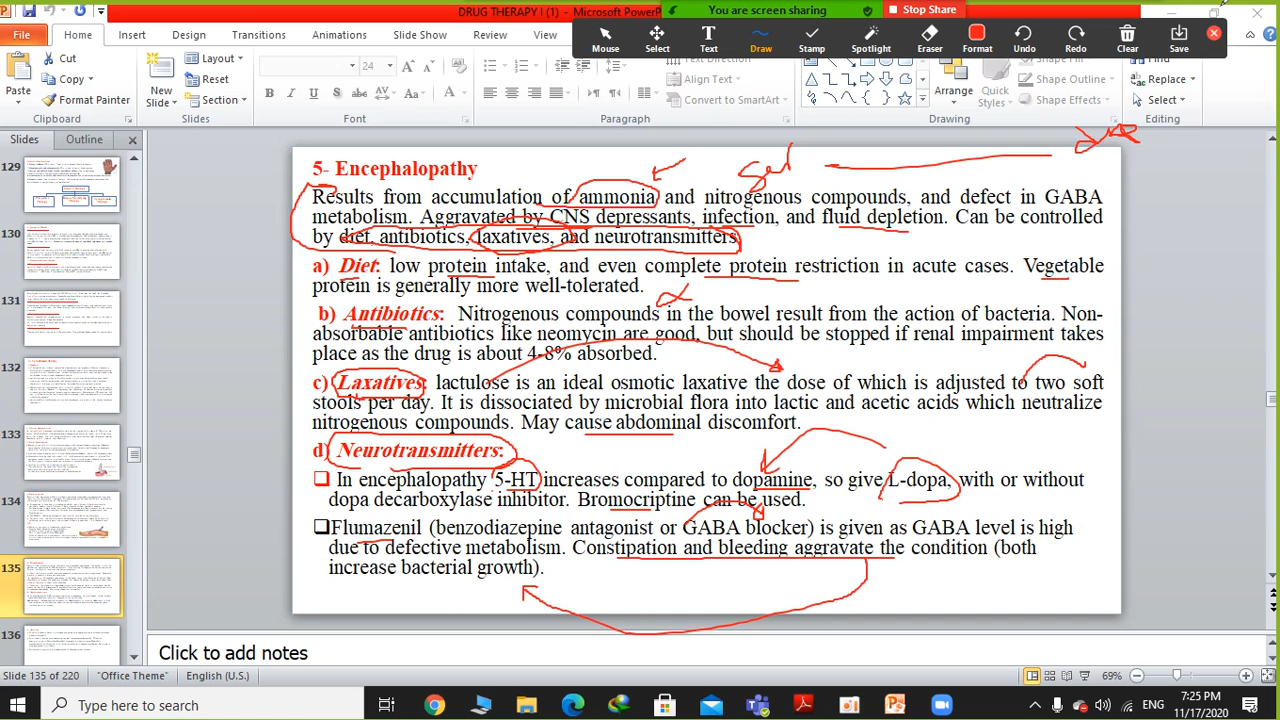 DRUG THERAPY I (1) - Microsoft PowerP
You are screen sharing
Stop Share
File Home Insert Design Transitions Animations Slide Show Review View
Mouse Select Text Draw Stamp Spotlight Eraser Format Undo Redo Clear Save
Paste
Cut
Copy
Format Painter
Clipboard
New
Slide
Layout
Reset
Section
Slides
24
Font
Text Direction
Align Text
Convert to SmartArt
Paragraph
Arrange
Quick
Styles
Shape Outline
Shape Effects
Drawing
Replace
Select
Editing
Slides Outline
129
130
131
132
133
134
135
136
5- Encephalopathy
Results from accumulation of ammonia and nitrogenous compounds, and defect in GABA
metabolism. Aggravated by CNS depressants, infection, and fluid depletion. Can be controlled
by diet, antibiotics, laxatives, and neurotransmitters.
a) Diet: low protein intake, and even complete protein restriction in acute cases. Vegetable
protein is generally more well-tolerated.
b) Antibiotics: Nitrogenous compounds in the bowel result from the action of bacteria. Non-
absorbable antibiotics like neomycin are good, but should be stopped if renal impairment takes
place as the drug is about 4-8% absorbed.
c) Laxatives: lactulose is an ideal osmotic laxative the dose of which is adjusted to two soft
stools per day. It is dissociated by microbial flora into lactic and acetic acids which neutralize
nitrogenous compounds. May cause abdominal discomfort.
d) Neurotransmitters:
In encephalopathy 5-HT increases compared to dopamine, so give L-dopa, with or without
dopa decarboxylase inhibitor. Bromocriptine can be used
Flumazenil (benzodiazapine antagonist or GABA blocker) is given as GABA level is high
due to defective metabolism. Constipation and bleeding aggravate the condition (both
increase bacterial growth).
Click to add notes
Slide 135 of 220 "Office Theme" English (U.S.) 69%
Type here to search
ENG
7:25 PM
11/17/2020